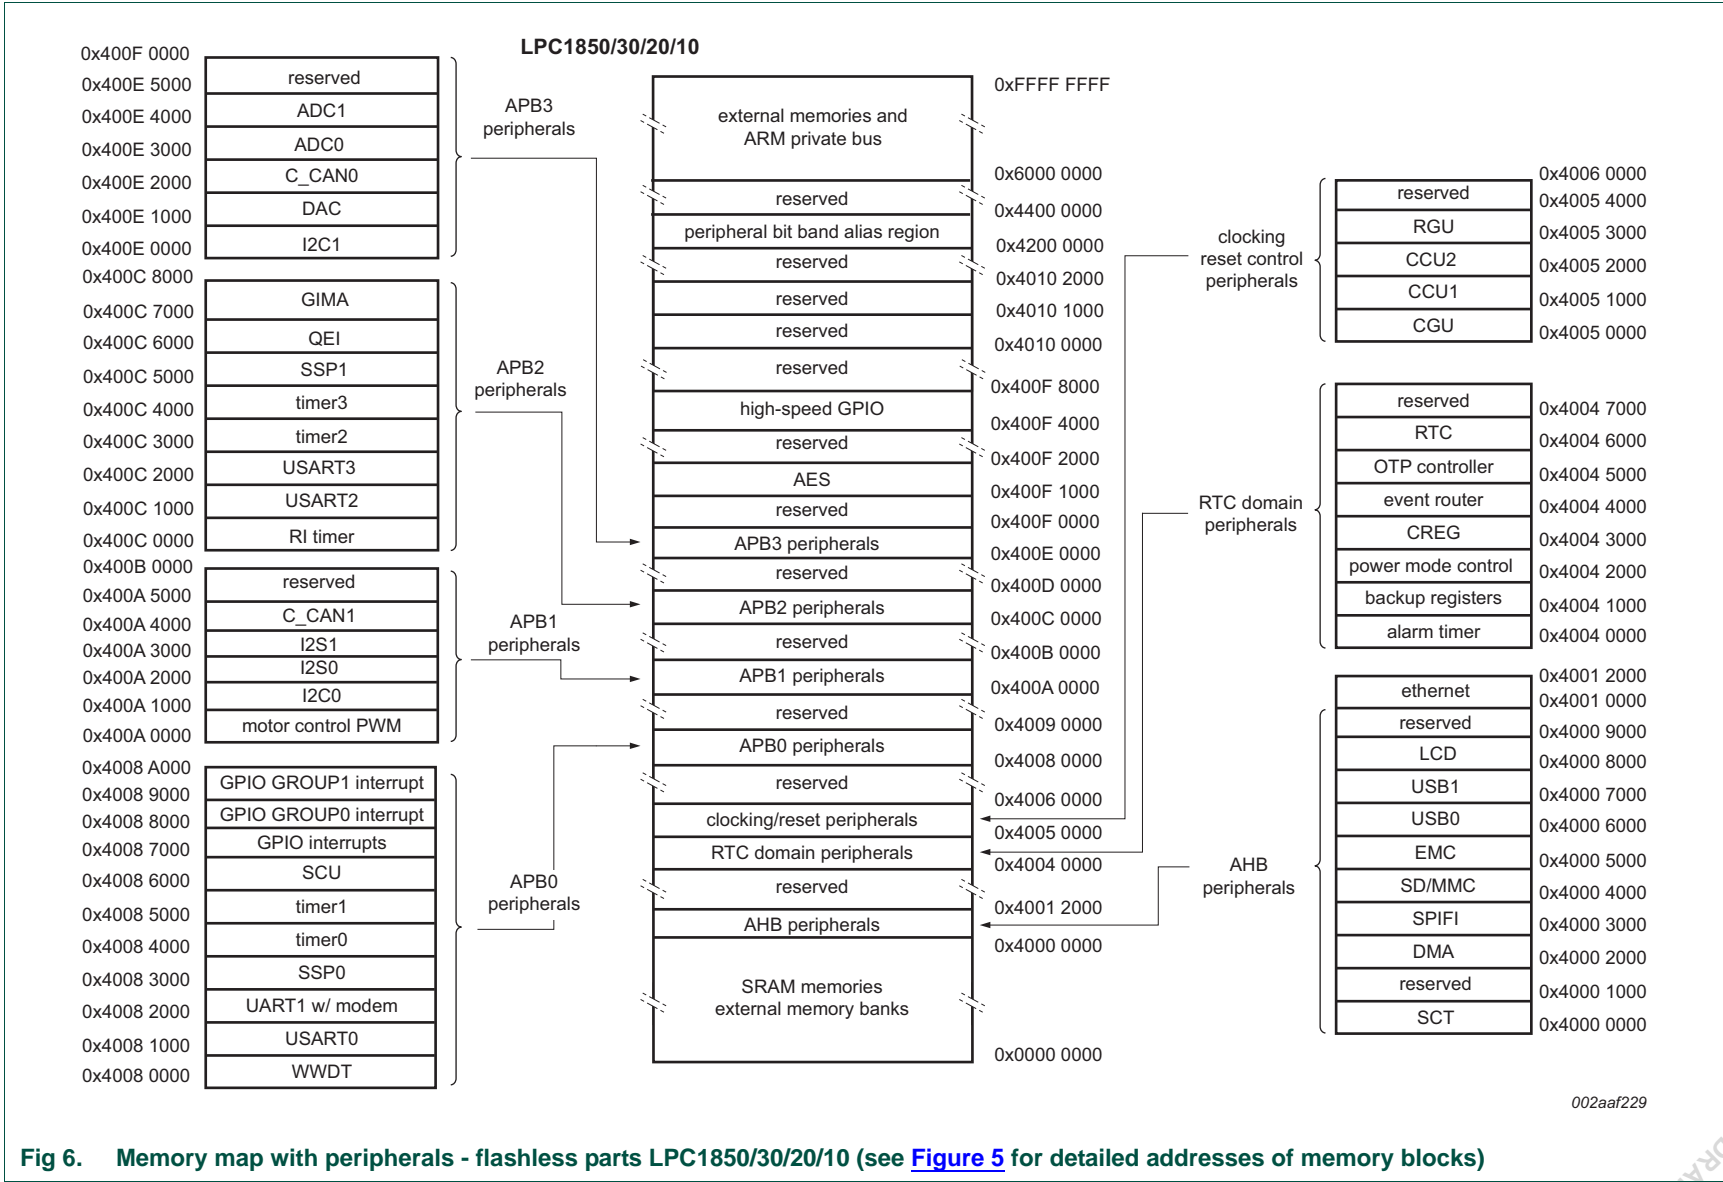 LPC1850/30/20/10
0x400F 0000
reserved
0x400E 5000
ADC1
0x400E 4000
ADC0
0x400E 3000
C_CAN0
0x400E 2000
DAC
0x400E 1000
I2C1
0x400E 0000
APB3
peripherals
0x400C 8000
GIMA
0x400C 7000
QEI
0x400C 6000
SSP1
0x400C 5000
timer3
0x400C 4000
timer2
0x400C 3000
USART3
0x400C 2000
USART2
0x400C 1000
RI timer
0x400C 0000
APB2
peripherals
0x400B 0000
reserved
0x400A 5000
C_CAN1
0x400A 4000
I2S1
0x400A 3000
I2S0
0x400A 2000
I2C0
0x400A 1000
motor control PWM
0x400A 0000
APB1
peripherals
0x4008 A000
GPIO GROUP1 interrupt
0x4008 9000
GPIO GROUP0 interrupt
0x4008 8000
GPIO interrupts
0x4008 7000
SCU
0x4008 6000
timer1
0x4008 5000
timer0
0x4008 4000
SSP0
0x4008 3000
UART1 w/ modem
0x4008 2000
USART0
0x4008 1000
WWDT
0x4008 0000
APB0
peripherals
0xFFFF FFFF
external memories and
ARM private bus
0x6000 0000
reserved
0x4400 0000
peripheral bit band alias region
0x4200 0000
reserved
0x4010 2000
reserved
0x4010 1000
reserved
0x4010 0000
reserved
0x400F 8000
high-speed GPIO
0x400F 4000
reserved
0x400F 2000
AES
0x400F 1000
reserved
0x400F 0000
APB3 peripherals
0x400E 0000
reserved
0x400D 0000
APB2 peripherals
0x400C 0000
reserved
0x400B 0000
APB1 peripherals
0x400A 0000
reserved
0x4009 0000
APB0 peripherals
0x4008 0000
reserved
0x4006 0000
clocking/reset peripherals
0x4005 0000
RTC domain peripherals
0x4004 0000
reserved
0x4001 2000
AHB peripherals
0x4000 0000
SRAM memories
external memory banks
0x0000 0000
clocking
reset control
peripherals
0x4006 0000
reserved
0x4005 4000
RGU
0x4005 3000
CCU2
0x4005 2000
CCU1
0x4005 1000
CGU
0x4005 0000
RTC domain
peripherals
reserved
0x4004 7000
RTC
0x4004 6000
OTP controller
0x4004 5000
event router
0x4004 4000
CREG
0x4004 3000
power mode control
0x4004 2000
backup registers
0x4004 1000
alarm timer
0x4004 0000
AHB
peripherals
0x4001 2000
ethernet
0x4001 0000
reserved
0x4000 9000
LCD
0x4000 8000
USB1
0x4000 7000
USB0
0x4000 6000
EMC
0x4000 5000
SD/MMC
0x4000 4000
SPIFI
0x4000 3000
DMA
0x4000 2000
reserved
0x4000 1000
SCT
0x4000 0000
002aaf229
Fig 6. Memory map with peripherals - flashless parts LPC1850/30/20/10 (see Figure 5 for detailed addresses of memory blocks)